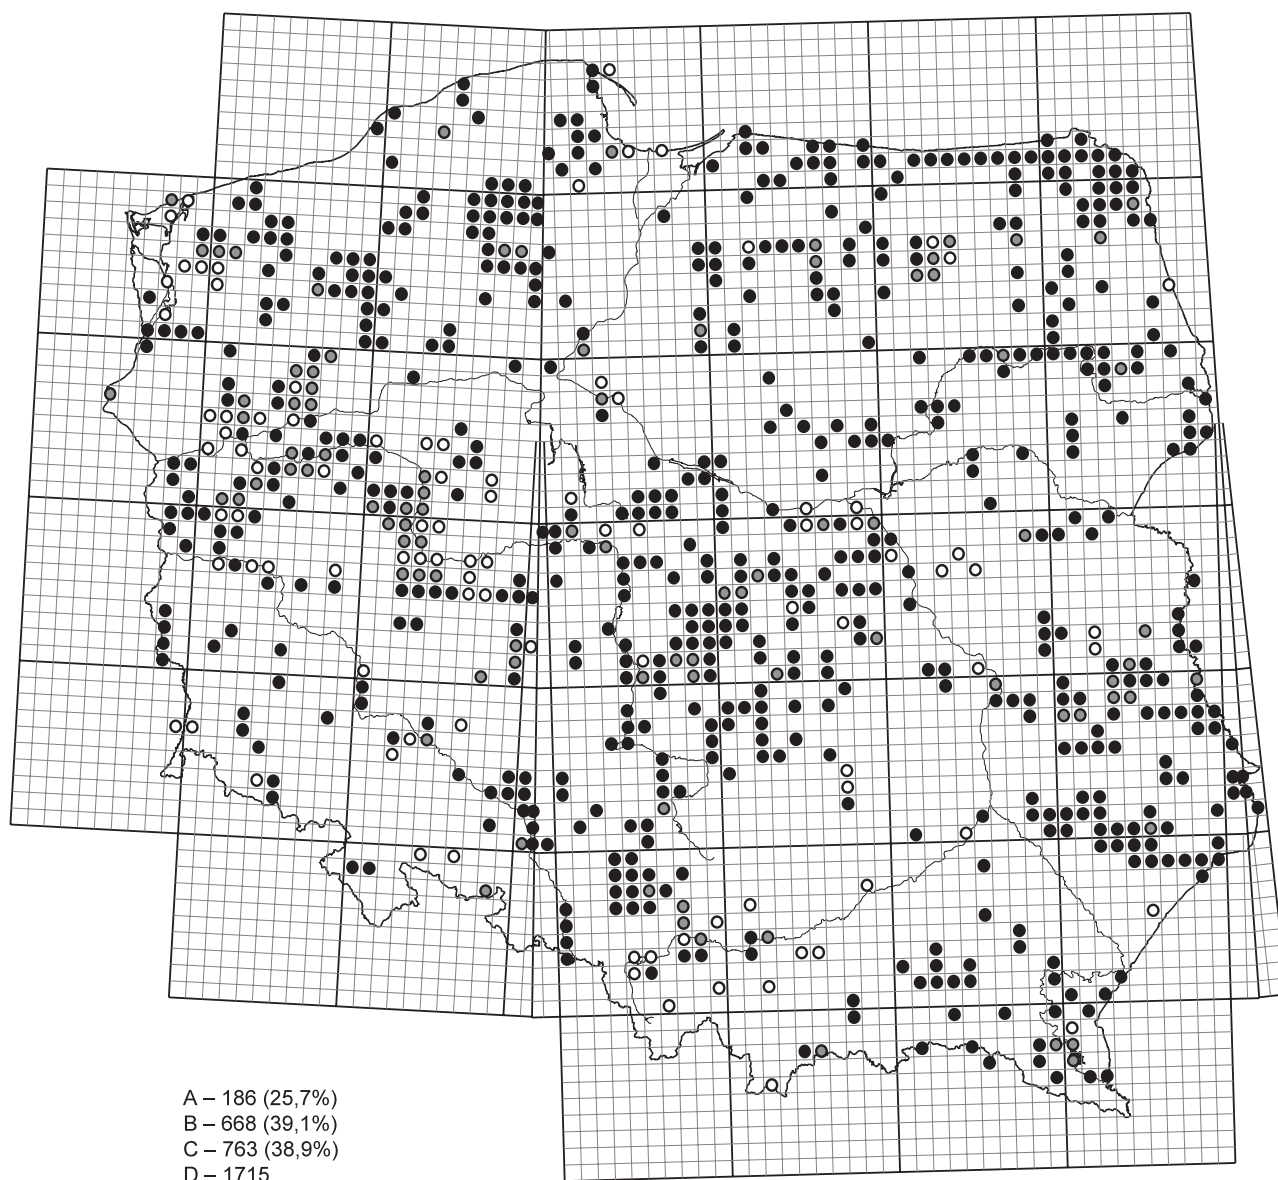 A – 186 (25,7%)
B – 668 (39,1%)
C – 763 (38,9%)
D – 1715